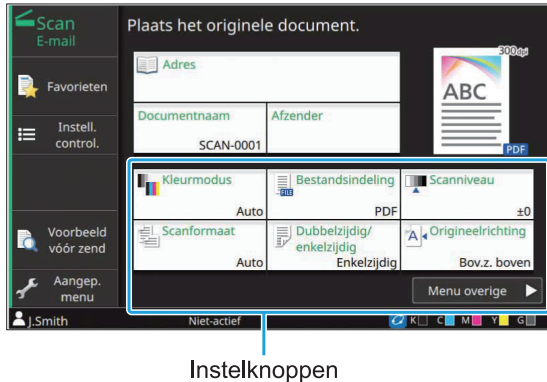 Scan
E-mail
Plaats het originele document.
300dpi
Adres
ABC
PDF
Favorieten
Documentnaam
Afzender
SCAN-0001
Instell.
control.
Kleurmodus
Auto
Bestandsindeling
FILE
PDF
Scanniveau
±0
Voorbeeld
vóór zend
Scanformaat
Auto
Dubbelzijdig/
enkelzijdig
Enkelzijdig
A
Origineelrichting
Bov.z. boven
Aangep.
menu
Menu overige
J.Smith
Niet-actief
K C M Y G
Instelknoppen